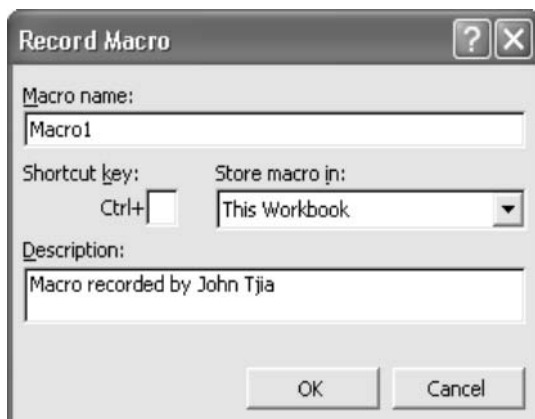 Record Macro
Macro name:
Macro1
Shortcut key: Store macro in:
Ctrl+ This Workbook
Description:
Macro recorded by John Tjia
OK Cancel